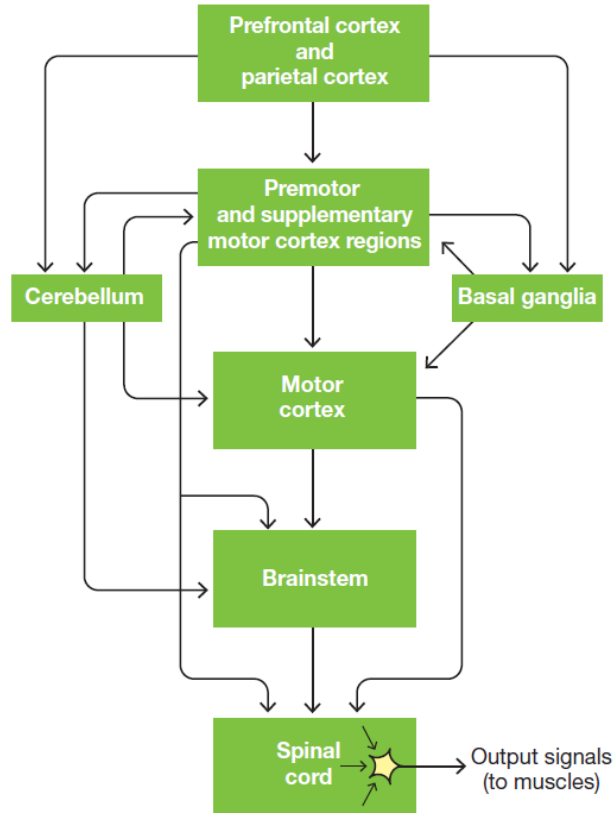 Prefrontal cortex
and
parietal cortex
Premotor
and supplementary
motor cortex regions
Cerebellum
Basal ganglia
Motor
cortex
Brainstem
Spinal
cord
Output signals
(to muscles)